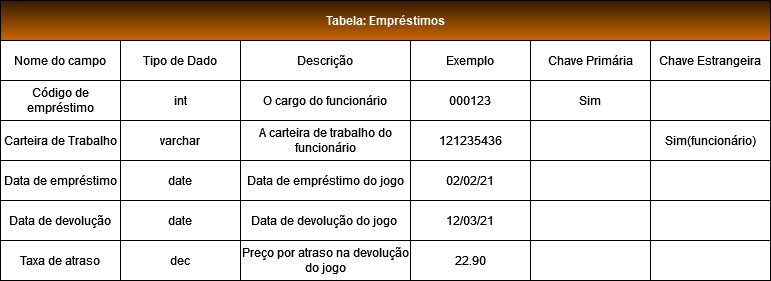 Tabela: Empréstimos
Nome do campo Tipo de Dado Descrição Exemplo Chave Primária Chave Estrangeira
Código de
empréstimo int O cargo do funcionário 000123 Sim
Carteira de Trabalho varchar A carteira de trabalho do
funcionário 121235436 Sim(funcionário)
Data de empréstimo date Data de empréstimo do jogo 02/02/21
Data de devolução date Data de devolução do jogo 12/03/21
Taxa de atraso dec Preço por atraso na devolução
do jogo 22.90